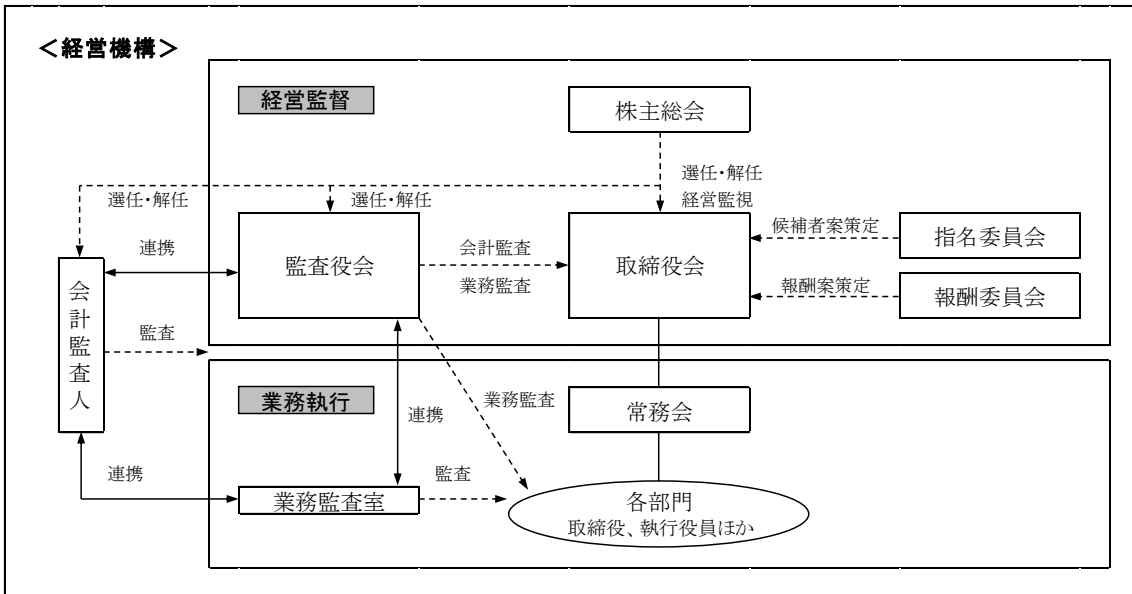 ＜経営機構＞
経営監督
株主総会
選任・解任
経営監視
選任・解任
選任・解任
連携
監査役会
会計監査
業務監査
取締役会
候補者案策定
指名委員会
報酬案策定
報酬委員会
会計監査人
監査
業務執行
連携
業務監査
常務会
連携
業務監査室
監査
各部門
取締役、執行役員ほか